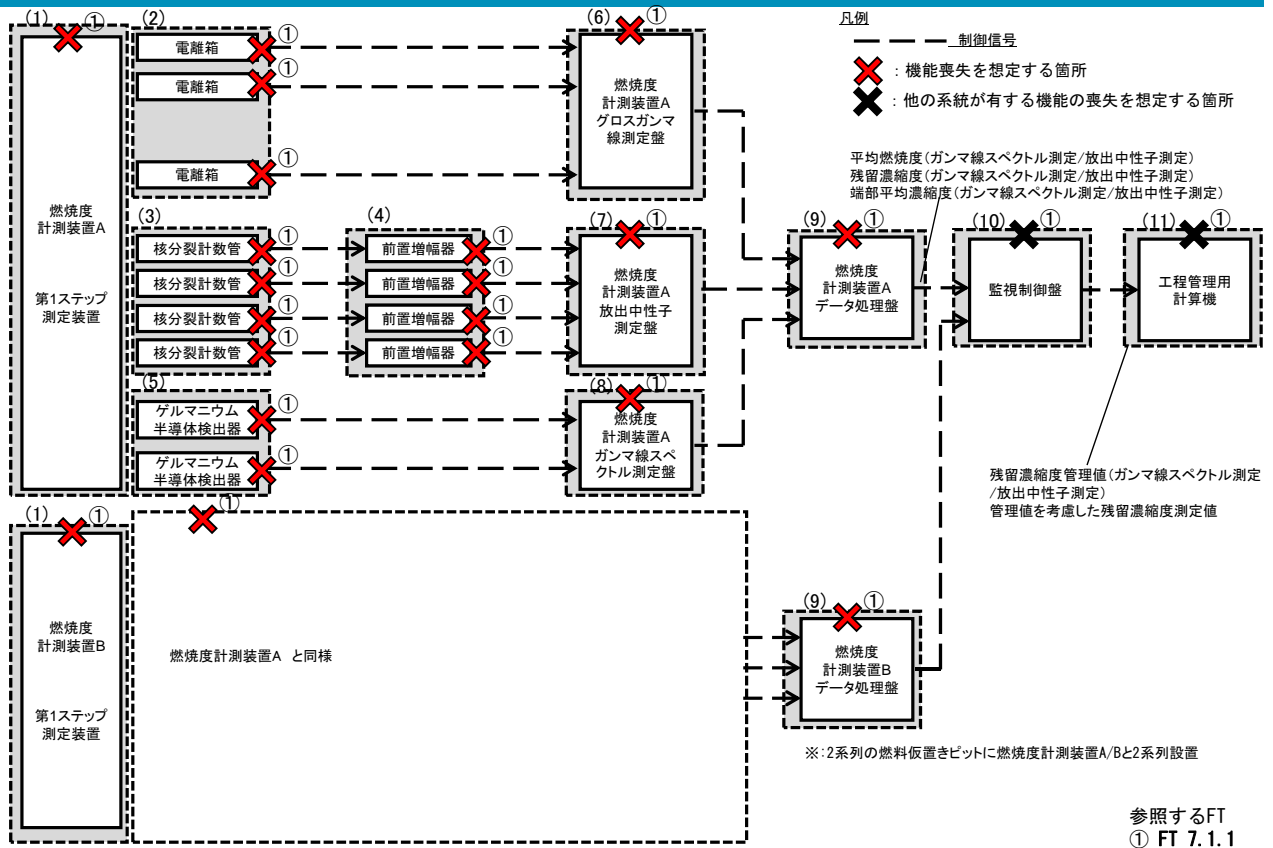 (1)
①
(2)
①
電離箱
①
電離箱
①
電離箱
燃焼度
計測装置A
第1ステップ
測定装置
(3)
①
核分裂計数管
①
核分裂計数管
①
核分裂計数管
①
核分裂計数管
(4)
①
前置増幅器
①
前置増幅器
①
前置増幅器
①
前置増幅器
(5)
①
ゲルマニウム
半導体検出器
①
ゲルマニウム
半導体検出器
(6)
①
燃焼度
計測装置A
グロスガンマ
線測定盤
(7)
①
燃焼度
計測装置A
放出中性子
測定盤
(8)
①
燃焼度
計測装置A
ガンマ線スペ
クトル測定盤
凡例
制御信号
：機能喪失を想定する箇所
：他の系統が有する機能の喪失を想定する箇所
平均燃焼度(ガンマ線スペクトル測定/放出中性子測定)
残留濃縮度(ガンマ線スペクトル測定/放出中性子測定)
端部平均濃縮度(ガンマ線スペクトル測定/放出中性子測定)
(9)
①
燃焼度
計測装置A
データ処理盤
(10)
①
監視制御盤
(11)
①
工程管理用
計算機
残留濃縮度管理値(ガンマ線スペクトル測定
/放出中性子測定)
管理値を考慮した残留濃縮度測定値
(1)
①
燃焼度
計測装置B
第1ステップ
測定装置
①
燃焼度計測装置A と同様
(9)
①
燃焼度
計測装置B
データ処理盤
※：2系列の燃料仮置きピットに燃焼度計測装置A/Bと2系列設置
参照するFT
① FT 7.1.1